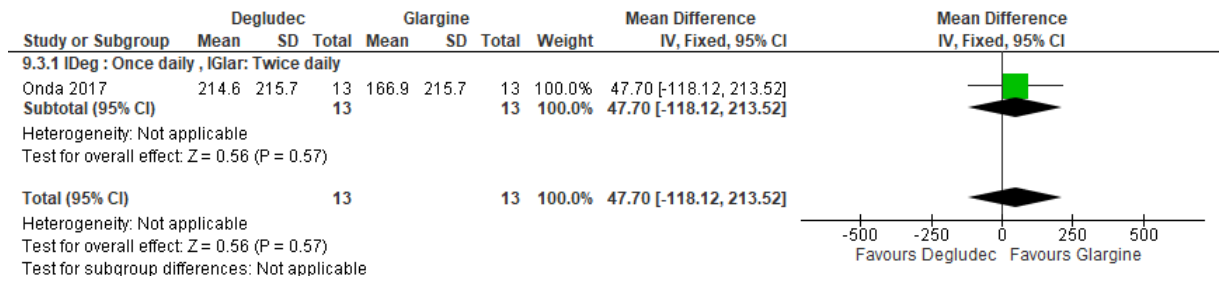 Degludec Glargine Mean Difference Mean Difference
Study or Subgroup Mean SD Total Mean SD Total Weight IV, Fixed, 95% CI IV, Fixed, 95% CI
9.3.1 IDeg : Once daily , IGlar: Twice daily
Onda 2017 214.6 215.7 13 166.9 215.7 13 100.0% 47.70 [-118.12, 213.52]
Subtotal (95% CI) 13 13 100.0% 47.70 [-118.12, 213.52]
Heterogeneity: Not applicable
Test for overall effect: Z = 0.56 (P = 0.57)
Total (95% CI) 13 13 100.0% 47.70 [-118.12, 213.52]
Heterogeneity: Not applicable
Test for overall effect: Z = 0.56 (P = 0.57)
Test for subgroup differences: Not applicable
-500 -250 0 250 500
Favours Degludec Favours Glargine